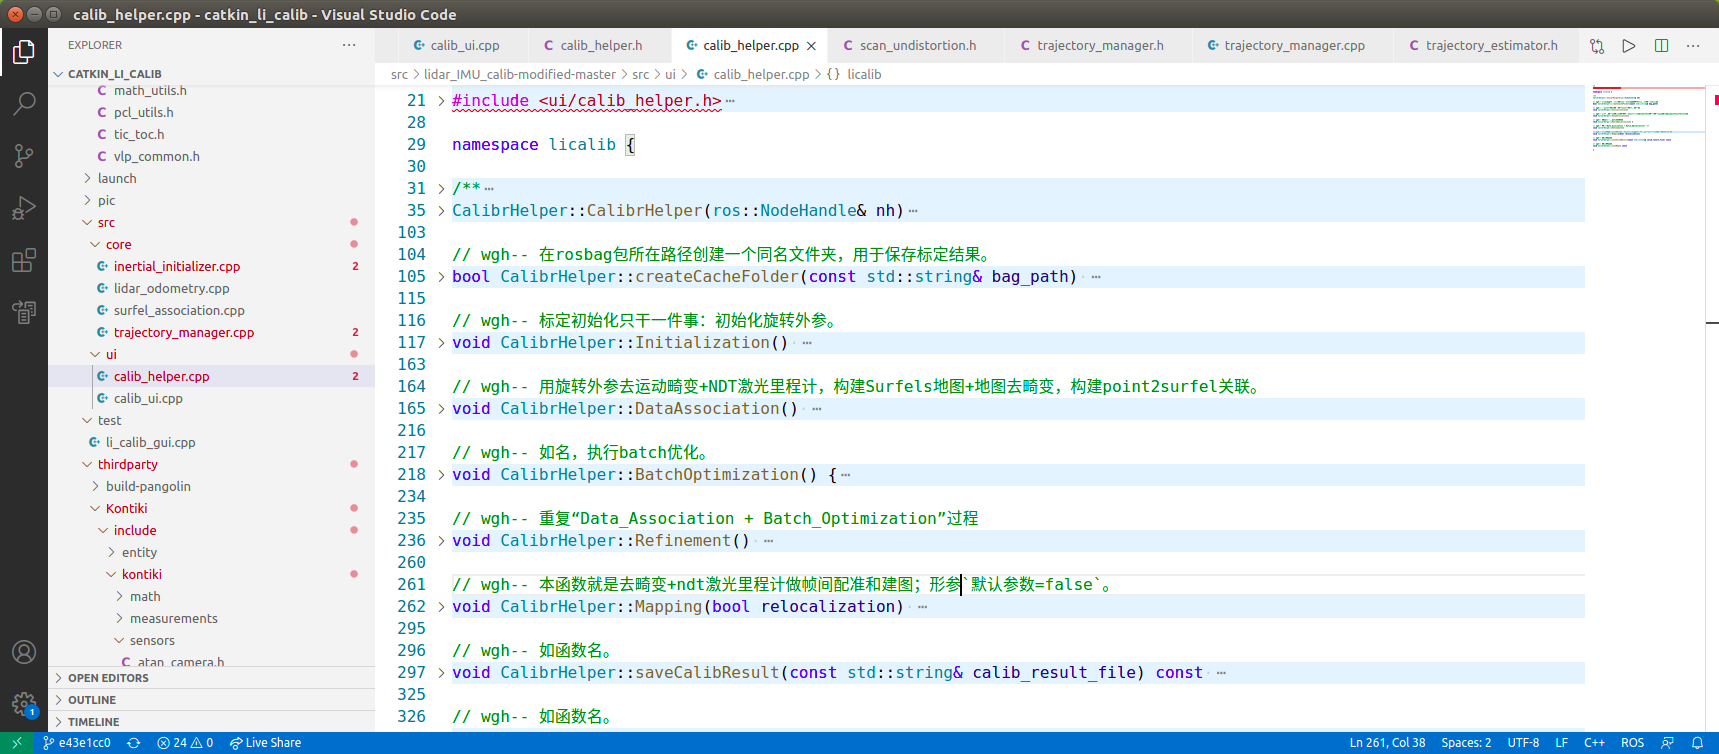 calib_helper.cpp - catkin_li_calib - Visual Studio Code
EXPLORER ···
CATKIN_LI_CALIB
math_utils.h
C pcl_utils.h
C tic_toc.h
C vlp_common.h
launch
pic
src
core
inertial_initializer.cpp 2
lidar_odometry.cpp
surfel_association.cpp
trajectory_manager.cpp 2
ui
calib_helper.cpp 2
calib_ui.cpp
test
li_calib_gui.cpp
thirdparty
build-pangolin
Kontiki
include
entity
kontiki
math
measurements
sensors
C atan_camera.h
OPEN EDITORS
OUTLINE
TIMELINE
1
calib_ui.cpp
C calib_helper.h
calib_helper.cpp
C scan_undistortion.h
C trajectory_manager.h
trajectory_manager.cpp
C trajectory_estimator.h
···
src > lidar_IMU_calib-modified-master > src > ui > calib_helper.cpp > {} licalib
21 #include <ui/calib_helper.h>···
28
29 namespace licalib {
30
31 /**···
35 CalibrHelper::CalibrHelper(ros::NodeHandle& nh)···
103
104 // wgh-- 在rosbag包所在路径创建一个同名文件夹，用于保存标定结果。
105 bool CalibrHelper::createCacheFolder(const std::string& bag_path) ···
115
116 // wgh-- 标定初始化只干一件事：初始化旋转外参。
117 void CalibrHelper::Initialization() ···
163
164 // wgh-- 用旋转外参去运动畸变+NDT激光里程计，构建Surfels地图+地图去畸变，构建point2surfel关联。
165 void CalibrHelper::DataAssociation() ···
216
217 // wgh-- 如名，执行batch优化。
218 void CalibrHelper::BatchOptimization() {···
234
235 // wgh-- 重复“Data_Association + Batch_Optimization”过程
236 void CalibrHelper::Refinement() ···
260
261 // wgh-- 本函数就是去畸变+ndt激光里程计做帧间配准和建图；形参`默认参数=false`。
262 void CalibrHelper::Mapping(bool relocalization) ···
295
296 // wgh-- 如函数名。
297 void CalibrHelper::saveCalibResult(const std::string& calib_result_file) const ···
325
326 // wgh-- 如函数名。
e43e1cc0 24 0 Live Share Ln 261, Col 38 Spaces: 2 UTF-8 LF C++ ROS